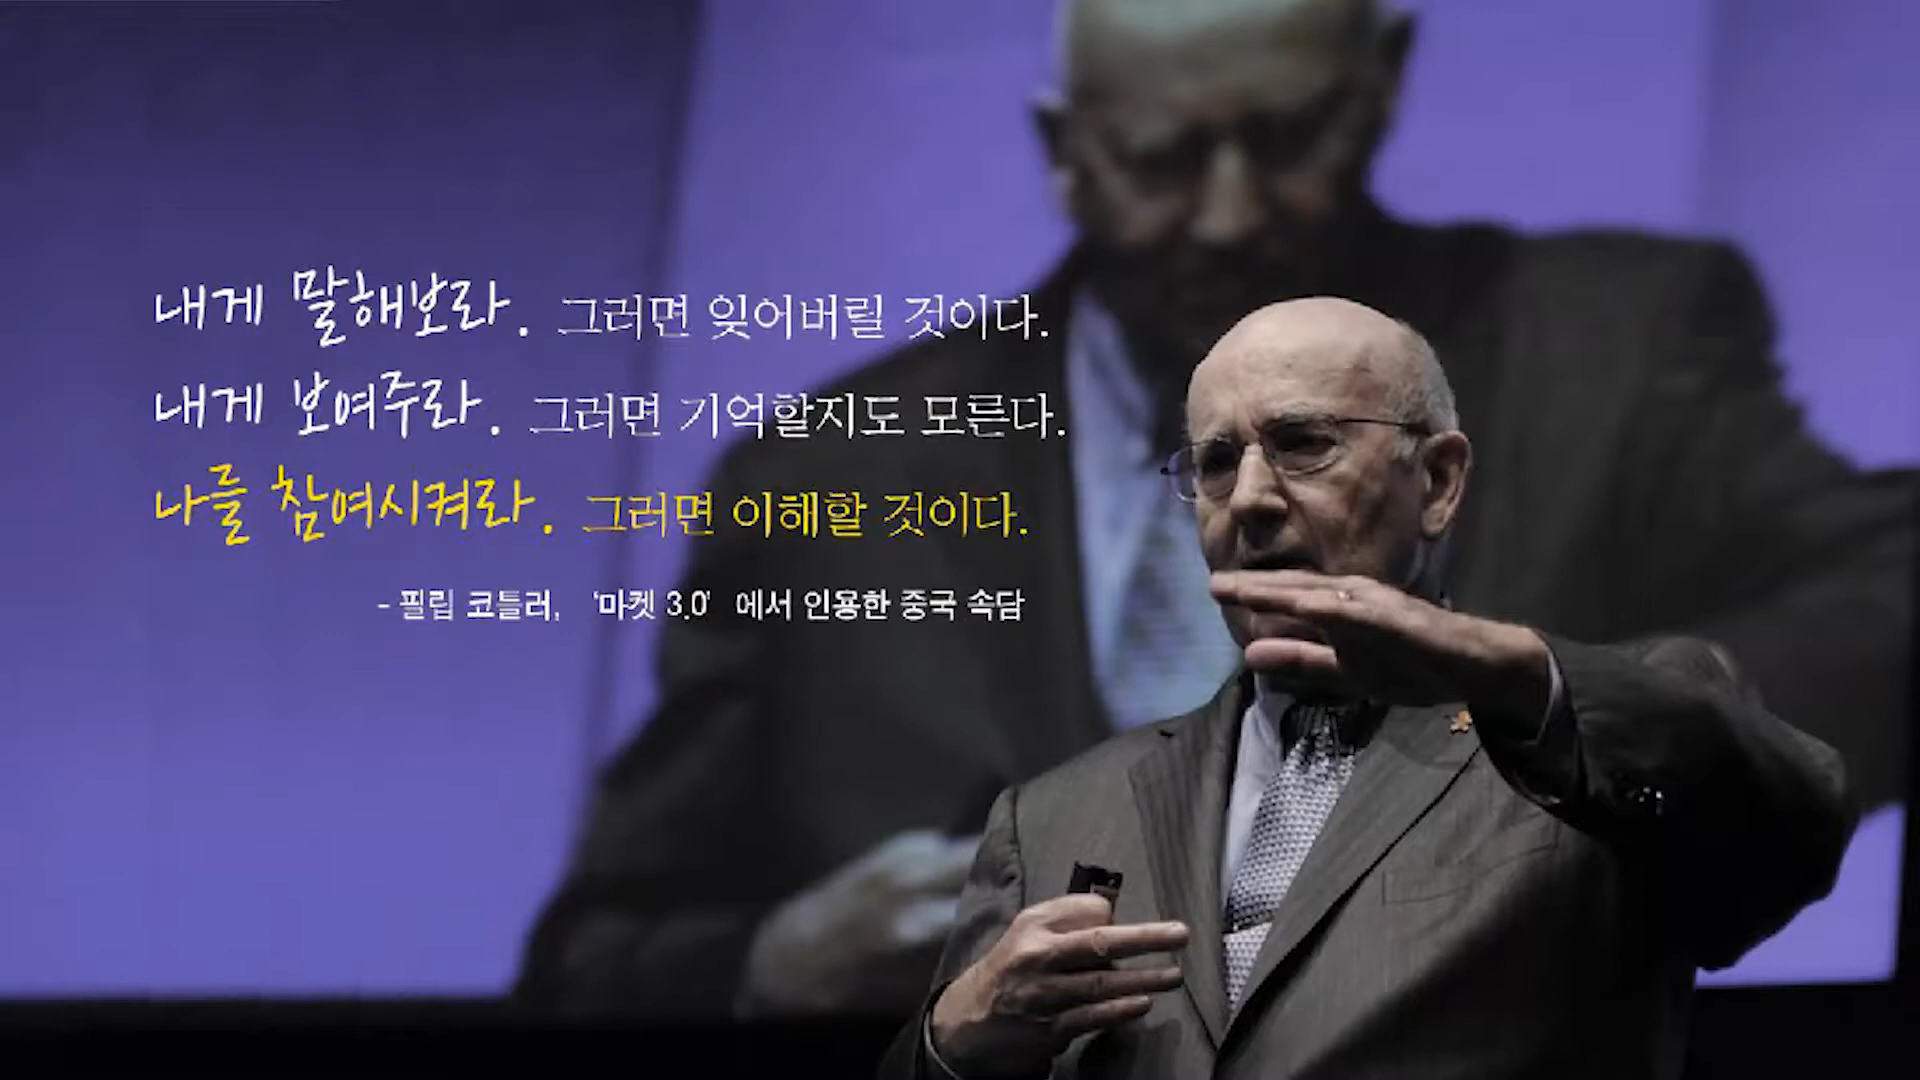 내게 말해보라. 그러면 잊어버릴 것이다.
내게 보여주라. 그러면 기억할지도 모른다.
나를 참여시켜라. 그러면 이해할 것이다.
- 필립 코틀러, '마켓 3.0' 에서 인용한 중국 속담